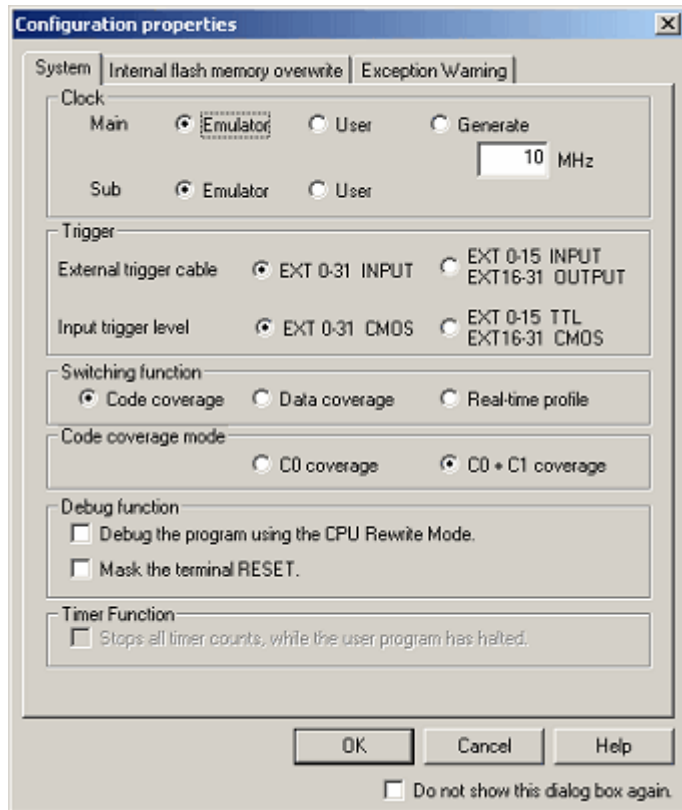 Configuration properties
System Internal flash memory overwrite Exception Warning
Clock
Main Emulator User Generate
10 MHz
Sub Emulator User
Trigger
External trigger cable EXT 0-31 INPUT EXT 0-15 INPUT
EXT16-31 OUTPUT
Input trigger level EXT 0-31 CMOS EXT 0-15 TTL
EXT16-31 CMOS
Switching function
Code coverage Data coverage Real-time profile
Code coverage mode
C0 coverage C0 + C1 coverage
Debug function
Debug the program using the CPU Rewrite Mode.
Mask the terminal RESET.
Timer Function
Stops all timer counts, while the user program has halted.
OK Cancel Help
Do not show this dialog box again.